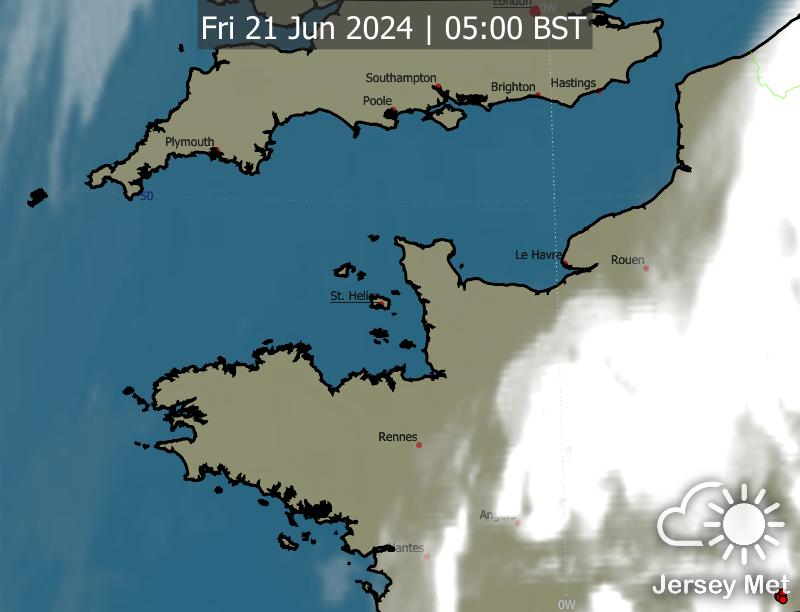 London
0W
Fri 21 Jun 2024 | 05:00 BST
Southampton
Brighton
Hastings
Poole
Plymouth
50
Le Havre
Rouen
St. Helier
Rennes
Angers
Nantes
Jersey Met
0W